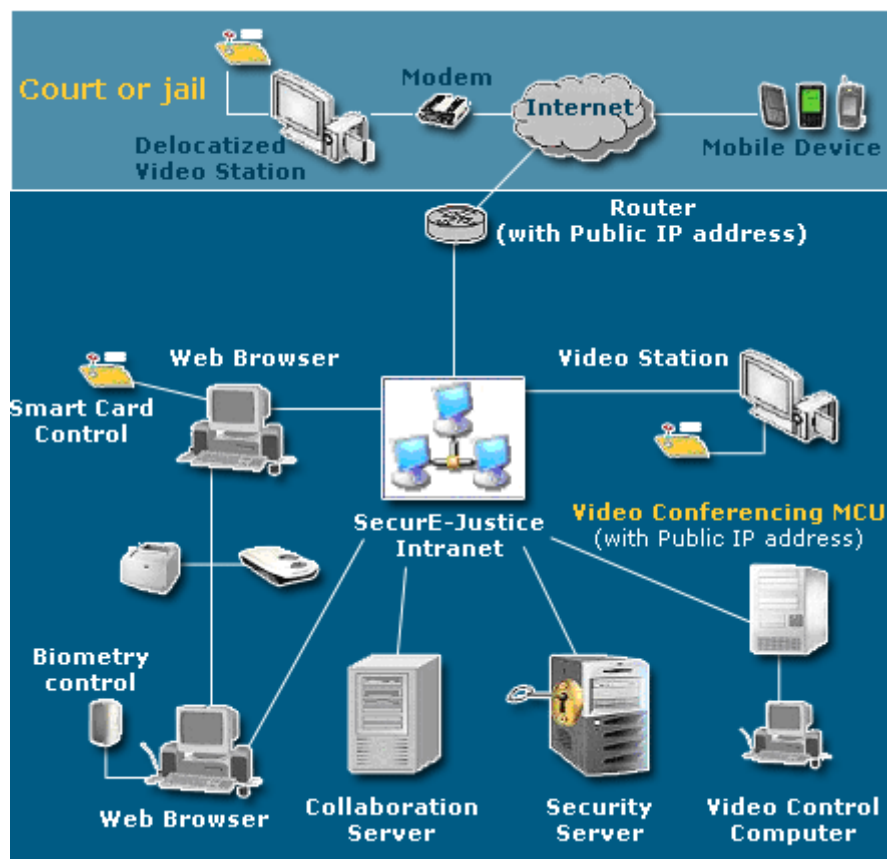 Court or jail
Modem
Internet
Delocatized
Video Station
Mobile Device
Router
(with Public IP address)
Web Browser
Video Station
Smart Card
Control
SecurE-Justice
Intranet
Video Conferencing MCU
(with Public IP address)
Biometry
control
Web Browser
Collaboration
Server
Security
Server
Video Control
Computer